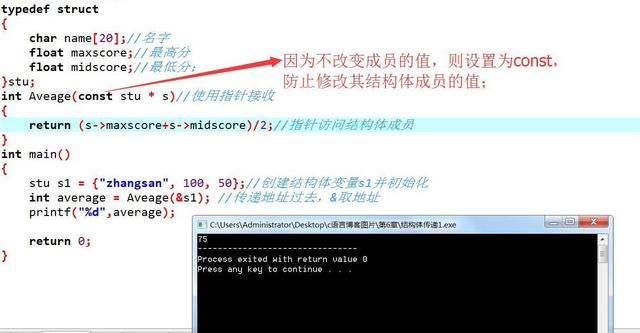 typedef struct
{
char name[20];//名字
float maxscore;//最高分
float midscore;//最低分;
}stu;
因为不改变成员的值，则设置为const，
防止修改其结构体成员的值；
int Aveage(const stu * s)//使用指针接收
{
return (s->maxscore+s->midscore)/2;//指针访问结构体成员
}
int main()
{
stu s1 = {"zhangsan", 100, 50};//创建结构体变量s1并初始化
int average = Aveage(&s1); //传递地址过去,&取地址
printf("%d",average);
return 0;
}
C:\Users\Administrator\Desktop\c语言博客图片\第6章\结构体传递1.exe
75
--------------------------------
Process exited with return value 0
Press any key to continue . . .